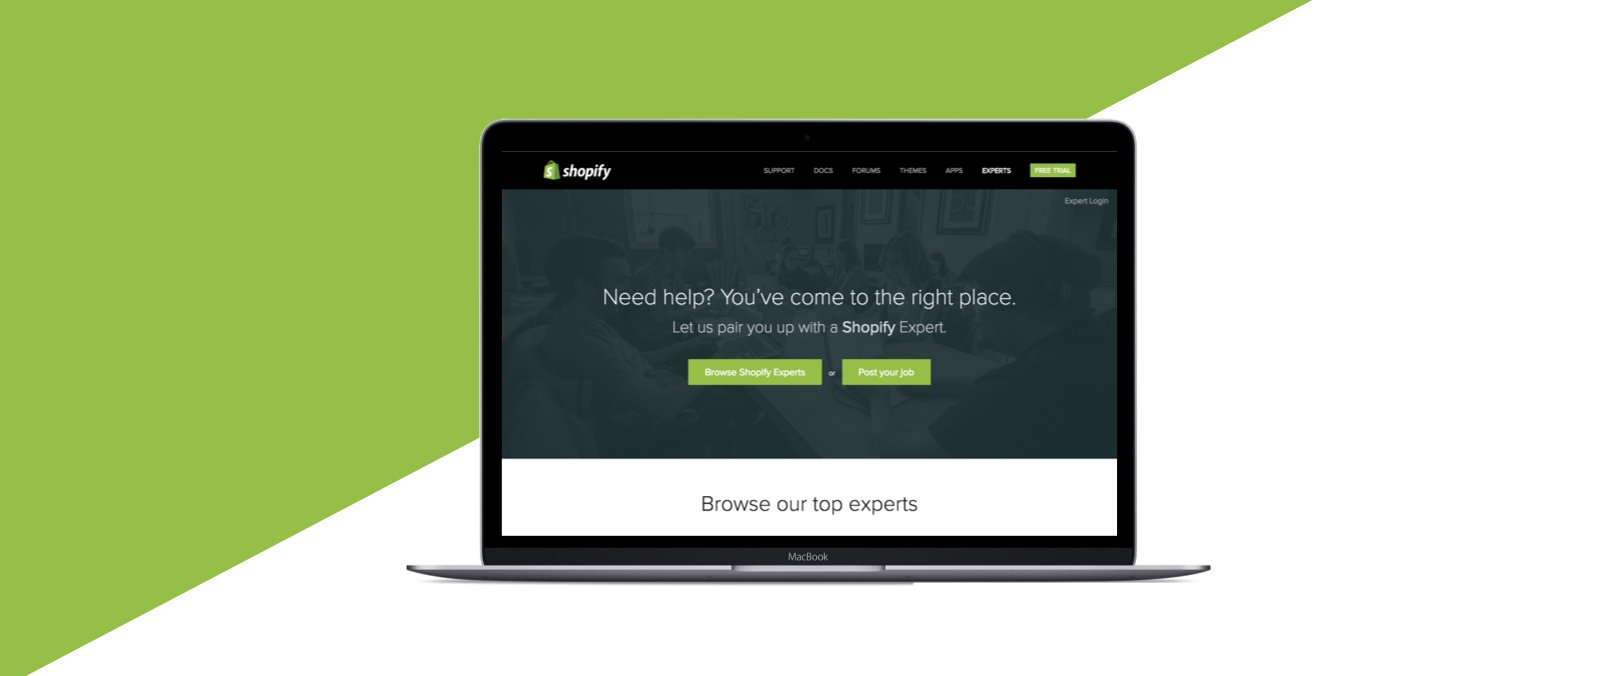 shopify
SUPPORT DOCS FORUMS THEMES APPS EXPERTS FREE TRIAL
Expert Login
Need help? You've come to the right place.
Let us pair you up with a Shopify Expert.
Browse Shopify Experts or Post your job
Browse our top experts
MacBook